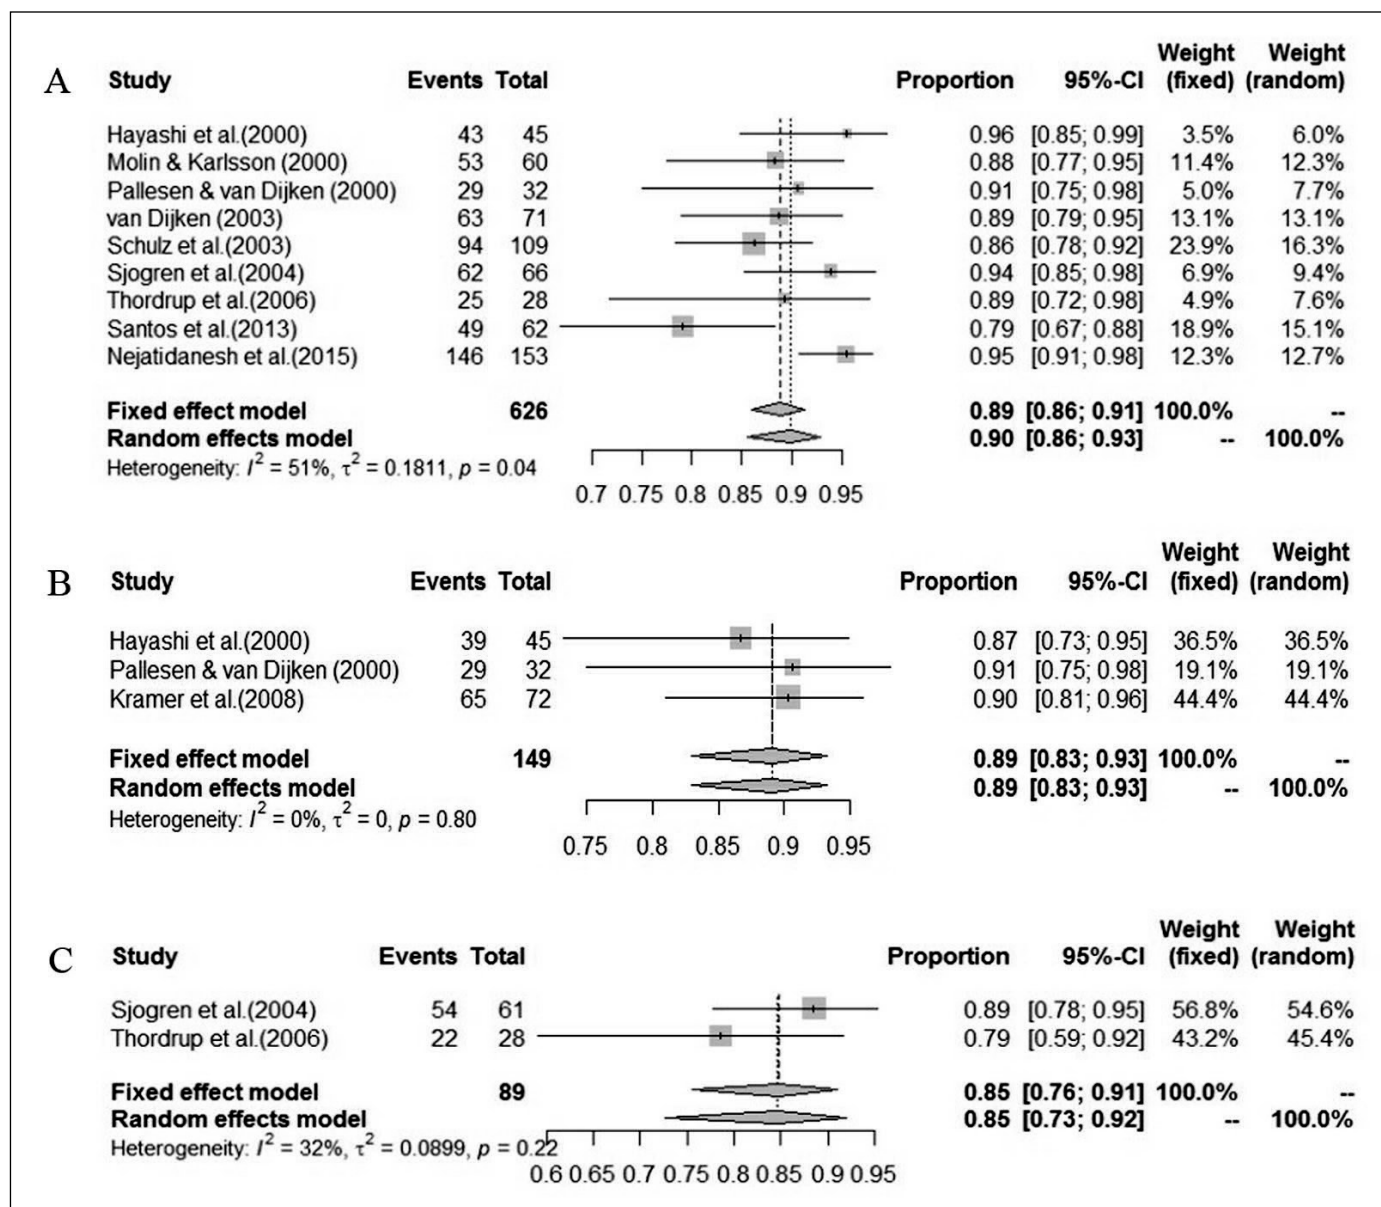 A Study Events Total Proportion 95%-CI Weight (fixed) Weight (random)
Hayashi et al.(2000) 43 45 0.96 [0.85; 0.99] 3.5% 6.0%
Molin & Karlsson (2000) 53 60 0.88 [0.77; 0.95] 11.4% 12.3%
Pallesen & van Dijken (2000) 29 32 0.91 [0.75; 0.98] 5.0% 7.7%
van Dijken (2003) 63 71 0.89 [0.79; 0.95] 13.1% 13.1%
Schulz et al.(2003) 94 109 0.86 [0.78; 0.92] 23.9% 16.3%
Sjogren et al.(2004) 62 66 0.94 [0.85; 0.98] 6.9% 9.4%
Thordrup et al.(2006) 25 28 0.89 [0.72; 0.98] 4.9% 7.6%
Santos et al.(2013) 49 62 0.79 [0.67; 0.88] 18.9% 15.1%
Nejatidanesh et al.(2015) 146 153 0.95 [0.91; 0.98] 12.3% 12.7%
Fixed effect model 626 0.89 [0.86; 0.91] 100.0% --
Random effects model 0.90 [0.86; 0.93] -- 100.0%
Heterogeneity: I² = 51%, τ² = 0.1811, p = 0.04
0.7 0.75 0.8 0.85 0.9 0.95
B Study Events Total Proportion 95%-CI Weight (fixed) Weight (random)
Hayashi et al.(2000) 39 45 0.87 [0.73; 0.95] 36.5% 36.5%
Pallesen & van Dijken (2000) 29 32 0.91 [0.75; 0.98] 19.1% 19.1%
Kramer et al.(2008) 65 72 0.90 [0.81; 0.96] 44.4% 44.4%
Fixed effect model 149 0.89 [0.83; 0.93] 100.0% --
Random effects model 0.89 [0.83; 0.93] -- 100.0%
Heterogeneity: I² = 0%, τ² = 0, p = 0.80
0.75 0.8 0.85 0.9 0.95
C Study Events Total Proportion 95%-CI Weight (fixed) Weight (random)
Sjogren et al.(2004) 54 61 0.89 [0.78; 0.95] 56.8% 54.6%
Thordrup et al.(2006) 22 28 0.79 [0.59; 0.92] 43.2% 45.4%
Fixed effect model 89 0.85 [0.76; 0.91] 100.0% --
Random effects model 0.85 [0.73; 0.92] -- 100.0%
Heterogeneity: I² = 32%, τ² = 0.0899, p = 0.22
0.6 0.65 0.7 0.75 0.8 0.85 0.9 0.95